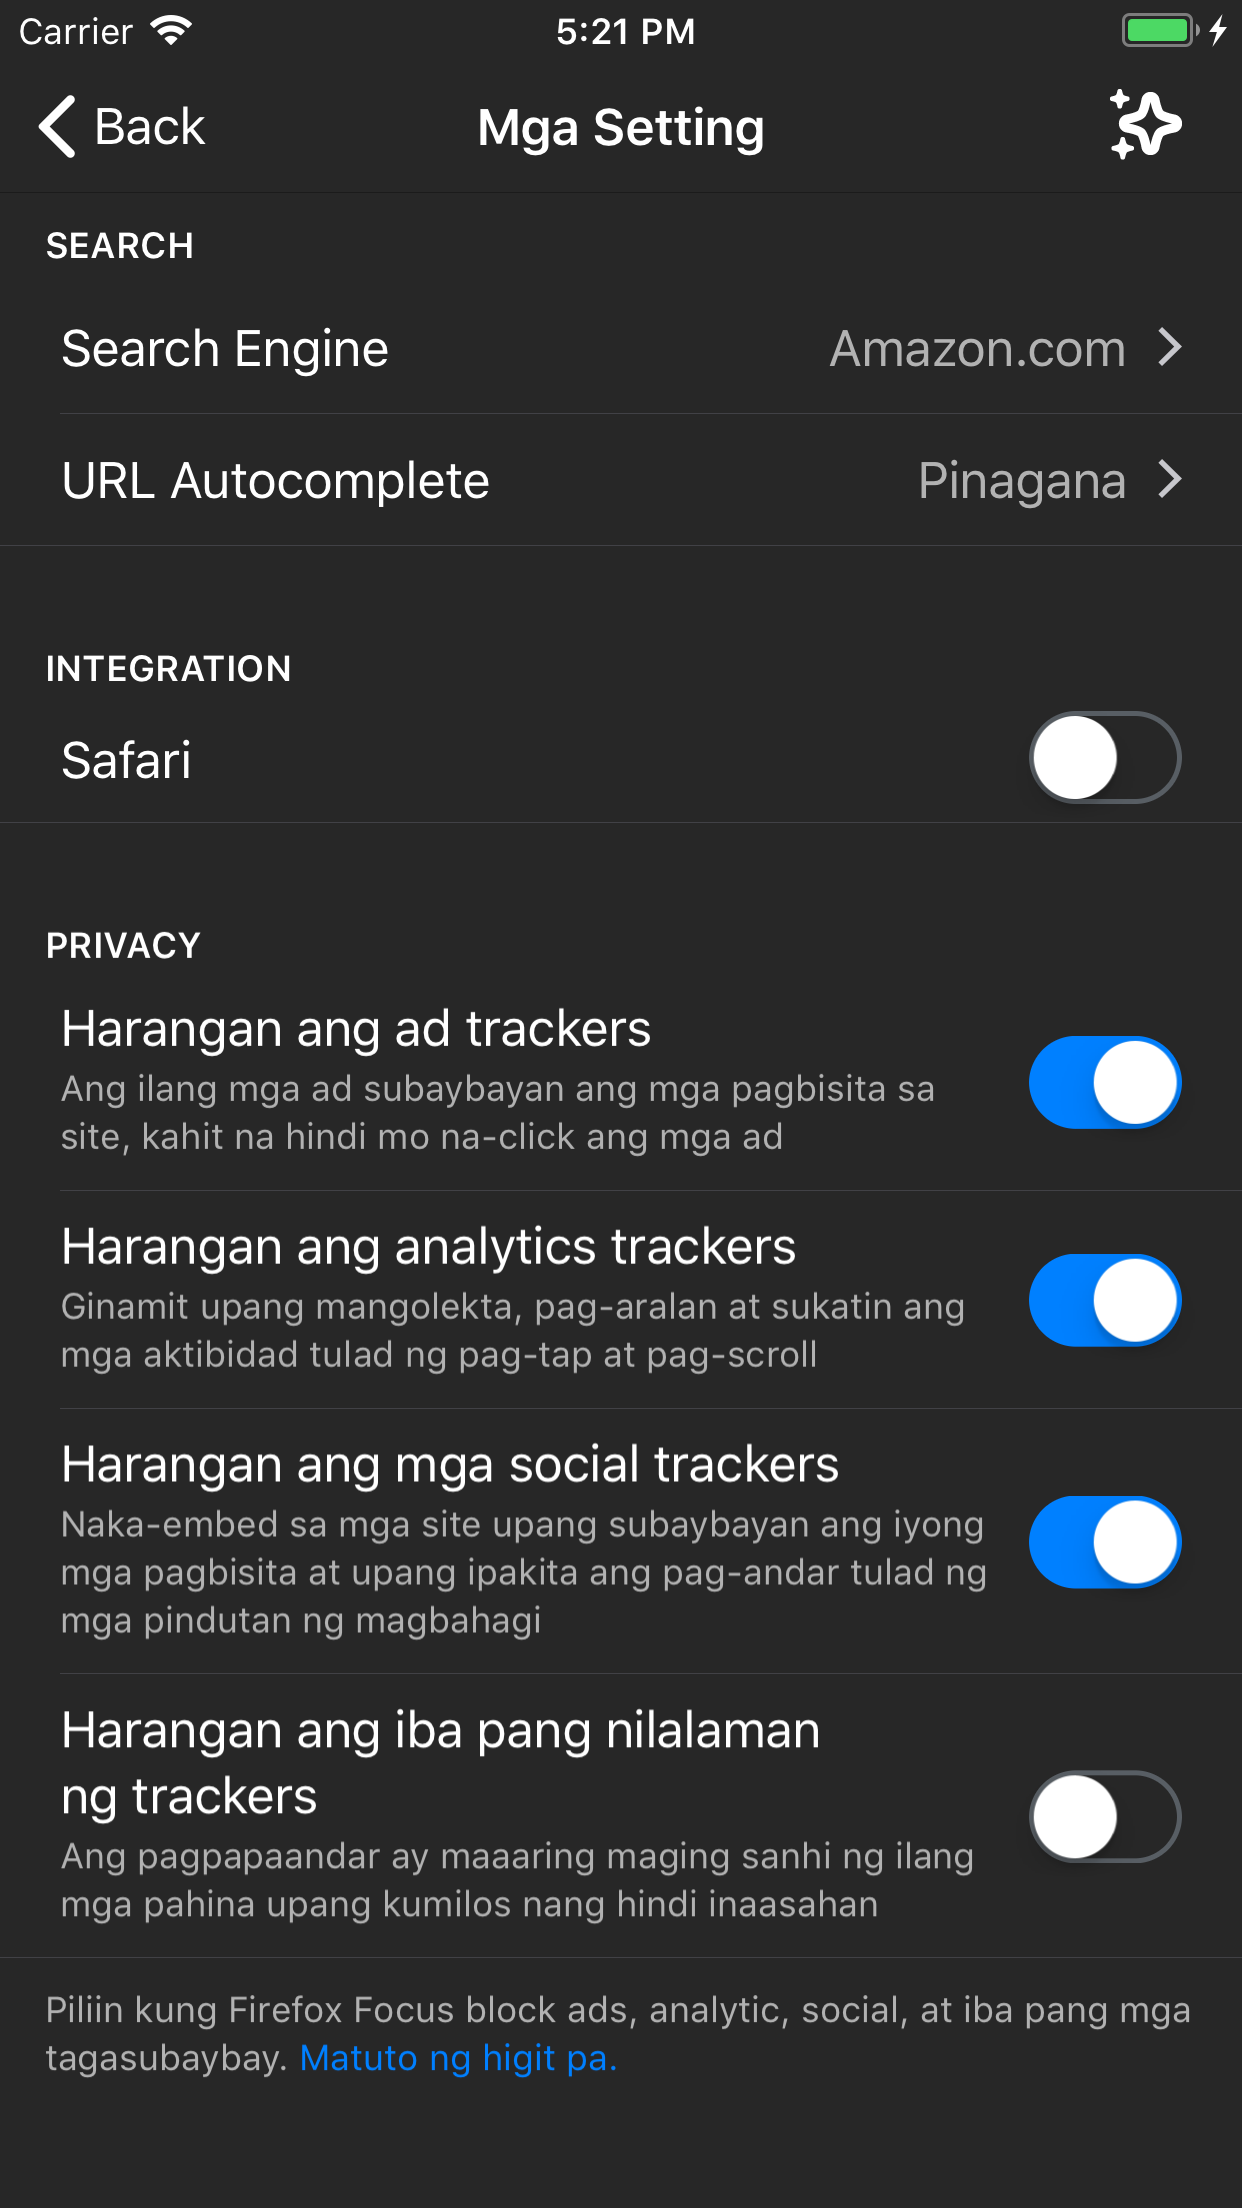 Carrier
5:21 PM
Back
Mga Setting
SEARCH
Search Engine
Amazon.com
URL Autocomplete
Pinagana
INTEGRATION
Safari
PRIVACY
Harangan ang ad trackers
Ang ilang mga ad subaybayan ang mga pagbisita sa
site, kahit na hindi mo na-click ang mga ad
Harangan ang analytics trackers
Ginamit upang mangolekta, pag-aralan at sukatin ang
mga aktibidad tulad ng pag-tap at pag-scroll
Harangan ang mga social trackers
Naka-embed sa mga site upang subaybayan ang iyong
mga pagbisita at upang ipakita ang pag-andar tulad ng
mga pindutan ng magbahagi
Harangan ang iba pang nilalaman
ng trackers
Ang pagpapaandar ay maaaring maging sanhi ng ilang
mga pahina upang kumilos nang hindi inaasahan
Piliin kung Firefox Focus block ads, analytic, social, at iba pang mga
tagasubaybay. Matuto ng higit pa.